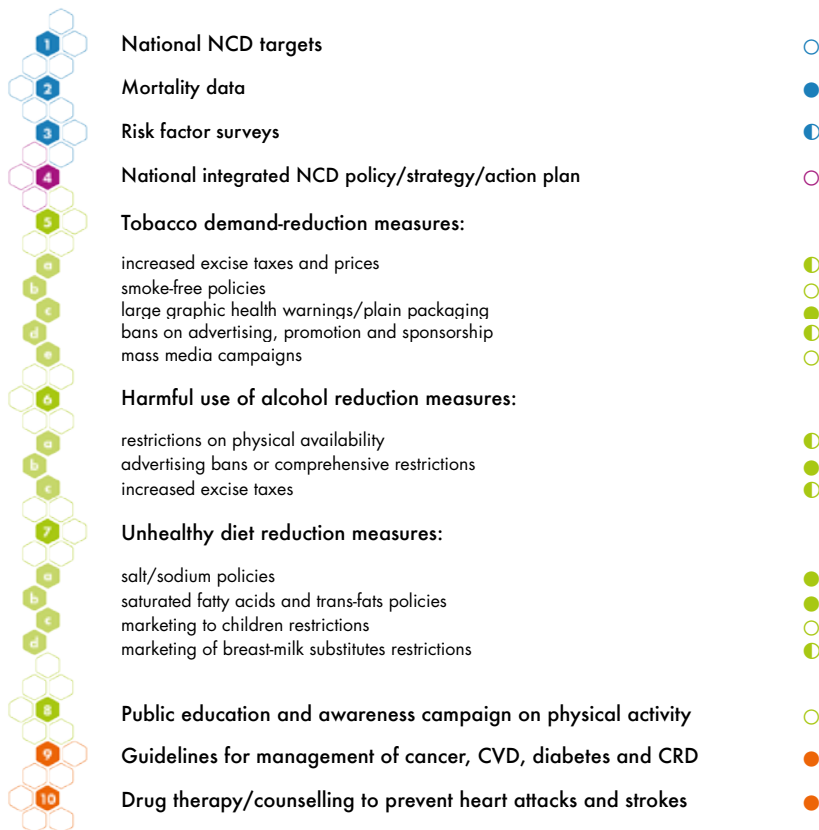 1 National NCD targets
2 Mortality data
3 Risk factor surveys
4 National integrated NCD policy/strategy/action plan
5 Tobacco demand-reduction measures:
a increased excise taxes and prices
b smoke-free policies
c large graphic health warnings/plain packaging
d bans on advertising, promotion and sponsorship
e mass media campaigns
6 Harmful use of alcohol reduction measures:
a restrictions on physical availability
b advertising bans or comprehensive restrictions
c increased excise taxes
7 Unhealthy diet reduction measures:
a salt/sodium policies
b saturated fatty acids and trans-fats policies
c marketing to children restrictions
d marketing of breast-milk substitutes restrictions
8 Public education and awareness campaign on physical activity
9 Guidelines for management of cancer, CVD, diabetes and CRD
10 Drug therapy/counselling to prevent heart attacks and strokes